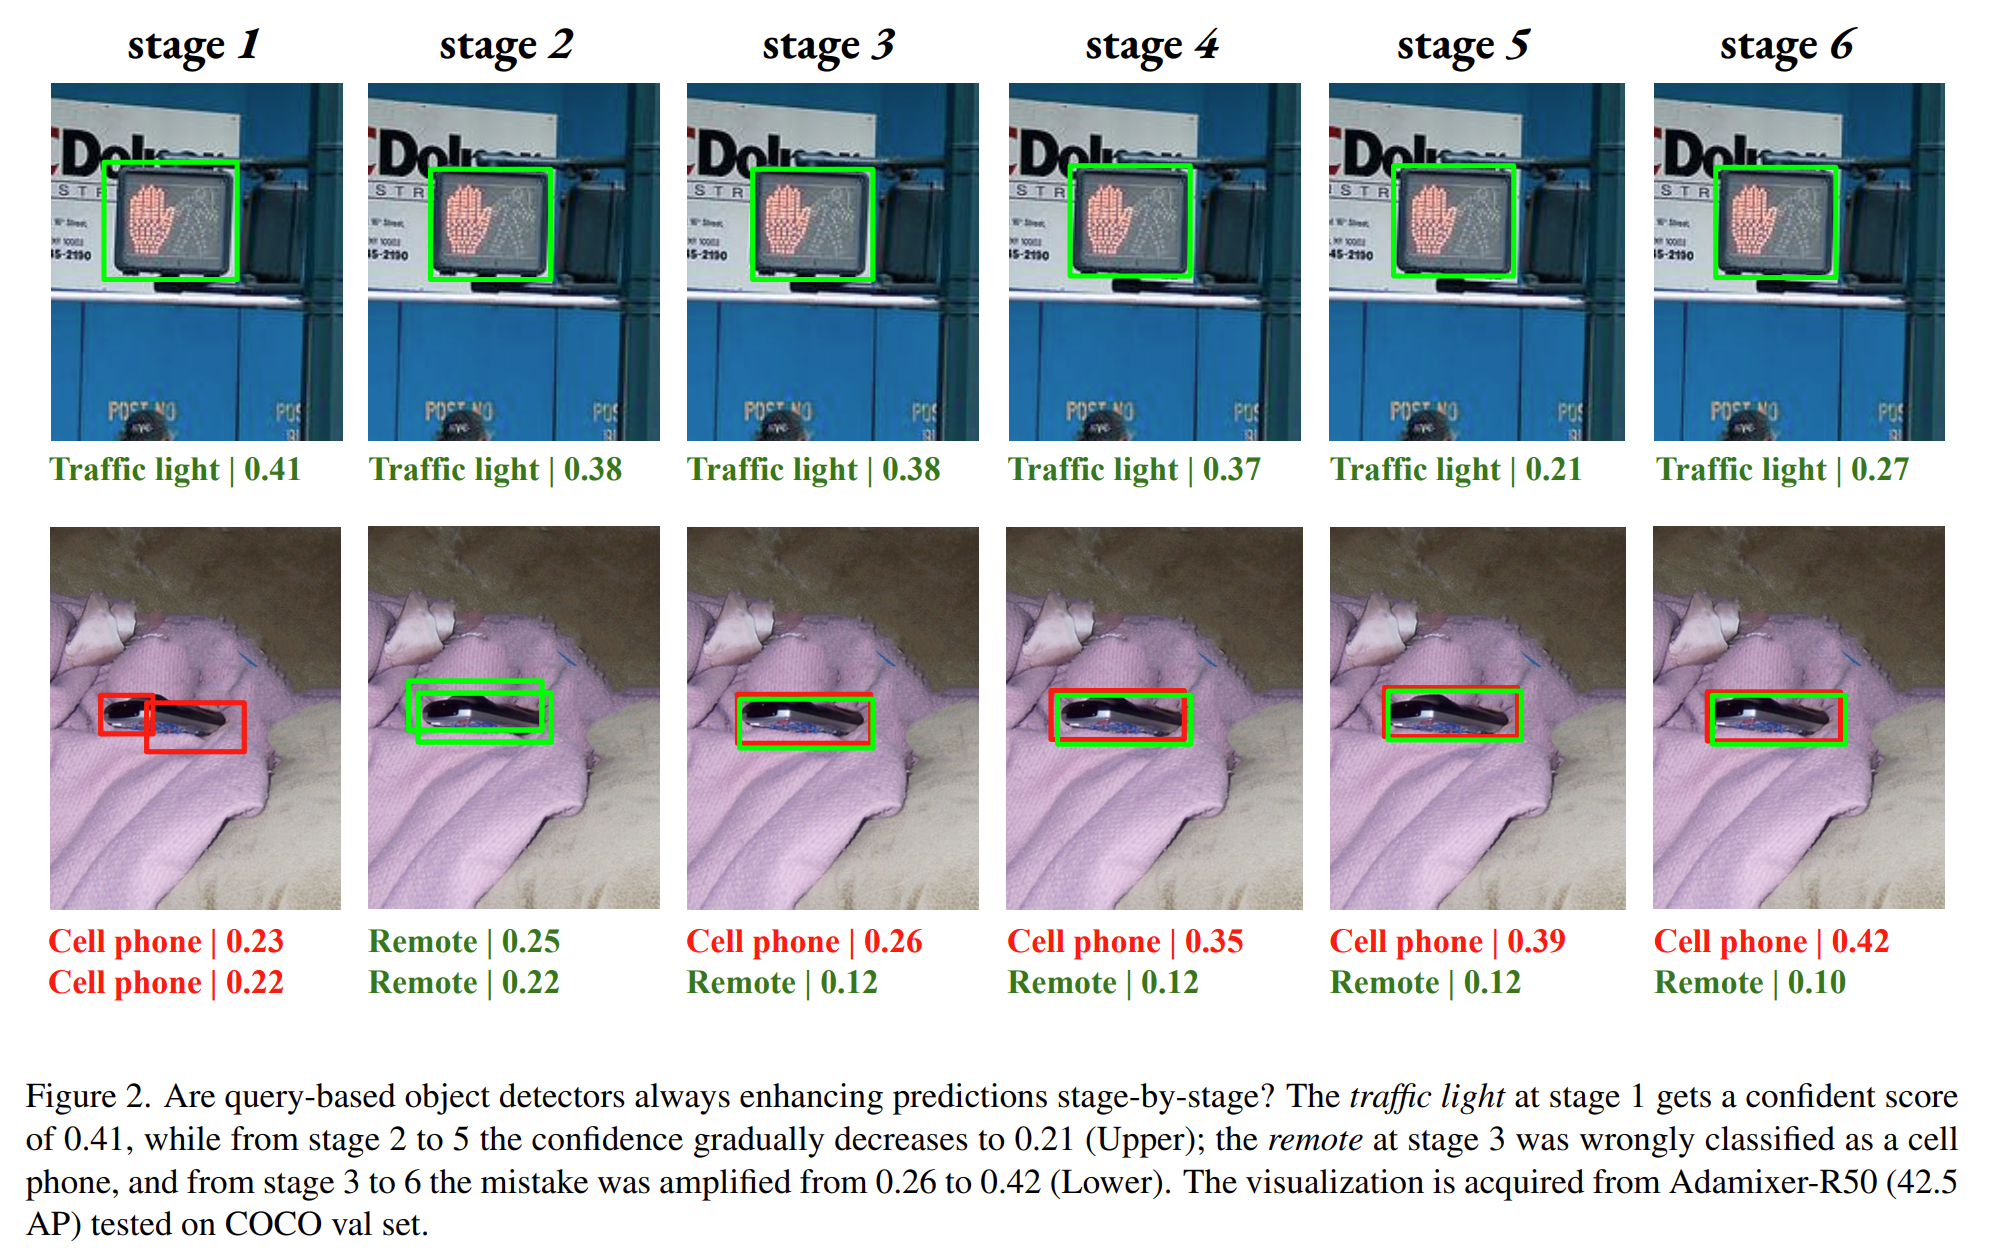 stage 1 stage 2 stage 3 stage 4 stage 5 stage 6
Traffic light | 0.41 Traffic light | 0.38 Traffic light | 0.38 Traffic light | 0.37 Traffic light | 0.21 Traffic light | 0.27
Cell phone | 0.23 Remote | 0.25 Cell phone | 0.26 Cell phone | 0.35 Cell phone | 0.39 Cell phone | 0.42
Cell phone | 0.22 Remote | 0.22 Remote | 0.12 Remote | 0.12 Remote | 0.12 Remote | 0.10
Figure 2. Are query-based object detectors always enhancing predictions stage-by-stage? The traffic light at stage 1 gets a confident score
of 0.41, while from stage 2 to 5 the confidence gradually decreases to 0.21 (Upper); the remote at stage 3 was wrongly classified as a cell
phone, and from stage 3 to 6 the mistake was amplified from 0.26 to 0.42 (Lower). The visualization is acquired from Adamixer-R50 (42.5
AP) tested on COCO val set.